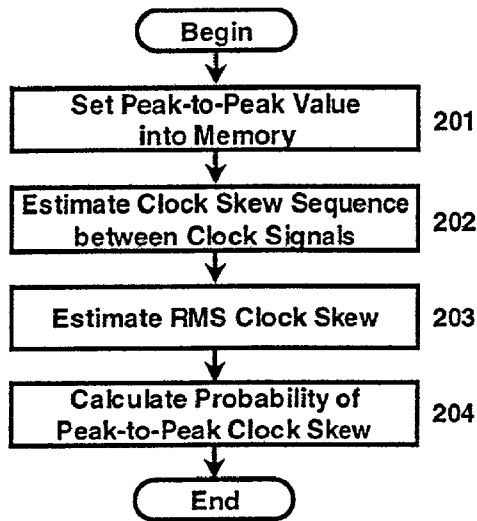 Begin
Set Peak-to-Peak Value
into Memory
201
Estimate Clock Skew Sequence
between Clock Signals
202
Estimate RMS Clock Skew
203
Calculate Probability of
Peak-to-Peak Clock Skew
204
End